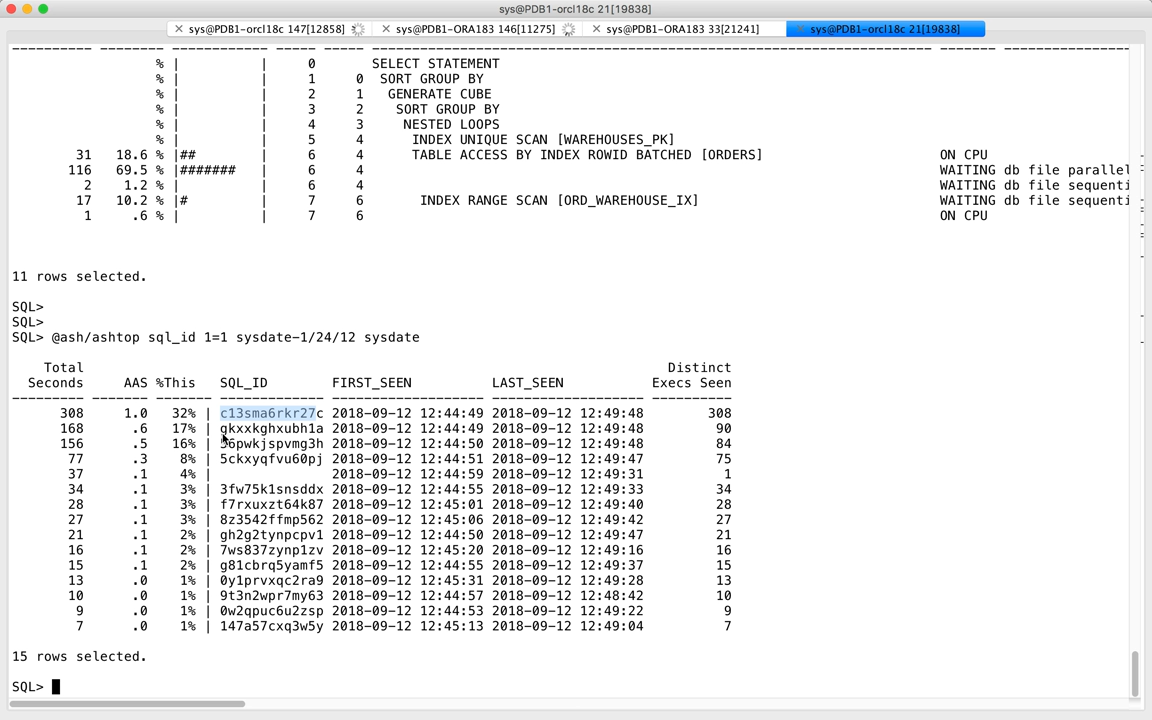 sys@PDB1-orcl18c 21[19838]
× sys@PDB1-orcl18c 147[12858] × sys@PDB1-ORA183 146[11275] × sys@PDB1-ORA183 33[21241] × sys@PDB1-orcl18c 21[19838]
--------- ------- ------- ------
% | | 0 SELECT STATEMENT
% | | 1 0 SORT GROUP BY
% | | 2 1 GENERATE CUBE
% | | 3 2 SORT GROUP BY
% | | 4 3 NESTED LOOPS
% | | 5 4 INDEX UNIQUE SCAN [WAREHOUSES_PK]
31 18.6 % |## | 6 4 TABLE ACCESS BY INDEX ROWID BATCHED [ORDERS] ON CPU
116 69.5 % |####### | 6 4 WAITING db file parallel
2 1.2 % | | 6 4 WAITING db file sequenti
17 10.2 % |# | 7 6 INDEX RANGE SCAN [ORD_WAREHOUSE_IX] WAITING db file sequenti
1 .6 % | | 7 6 ON CPU
11 rows selected.
SQL>
SQL>
SQL> @ash/ashtop sql_id 1=1 sysdate-1/24/12 sysdate
Total Distinct
Seconds AAS %This SQL_ID FIRST_SEEN LAST_SEEN Execs Seen
308 1.0 32% | c13sma6rkr27c 2018-09-12 12:44:49 2018-09-12 12:49:48 308
168 .6 17% | gkxxkghxubh1a 2018-09-12 12:44:49 2018-09-12 12:49:48 90
156 .5 16% | 56pwkjspvmg3h 2018-09-12 12:44:50 2018-09-12 12:49:48 84
77 .3 8% | 5ckxyqfvu60pj 2018-09-12 12:44:51 2018-09-12 12:49:47 75
37 .1 4% | 2018-09-12 12:44:59 2018-09-12 12:49:31 1
34 .1 3% | 3fw75k1snsddx 2018-09-12 12:44:55 2018-09-12 12:49:33 34
28 .1 3% | f7rxuxzt64k87 2018-09-12 12:45:01 2018-09-12 12:49:40 28
27 .1 3% | 8z3542ffmp562 2018-09-12 12:45:06 2018-09-12 12:49:42 27
21 .1 2% | gh2g2tynpcpv1 2018-09-12 12:44:50 2018-09-12 12:49:47 21
16 .1 2% | 7ws837zynp1zv 2018-09-12 12:45:20 2018-09-12 12:49:16 16
15 .1 2% | g81cbrq5yamf5 2018-09-12 12:44:55 2018-09-12 12:49:37 15
13 .0 1% | 0y1prvxqc2ra9 2018-09-12 12:45:31 2018-09-12 12:49:28 13
10 .0 1% | 9t3n2wpr7my63 2018-09-12 12:44:57 2018-09-12 12:48:42 10
9 .0 1% | 0w2qpuc6u2zsp 2018-09-12 12:44:53 2018-09-12 12:49:22 9
7 .0 1% | 147a57cxq3w5y 2018-09-12 12:45:13 2018-09-12 12:49:04 7
15 rows selected.
SQL>